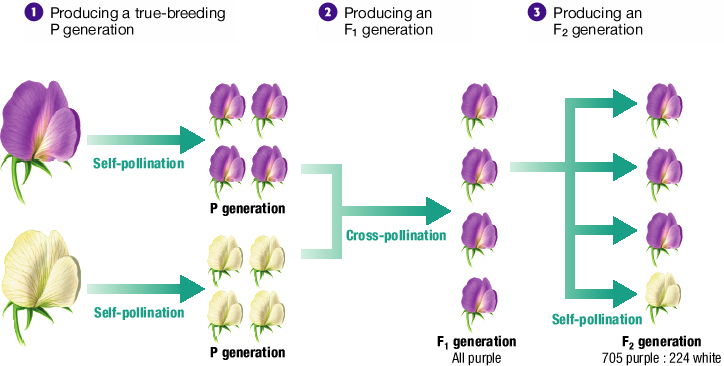 1 Producing a true-breeding
P generation
2 Producing an
F₁ generation
3 Producing an
F₂ generation
Self-pollination
P generation
Cross-pollination
Self-pollination
P generation
F₁ generation
All purple
Self-pollination
F₂ generation
705 purple : 224 white